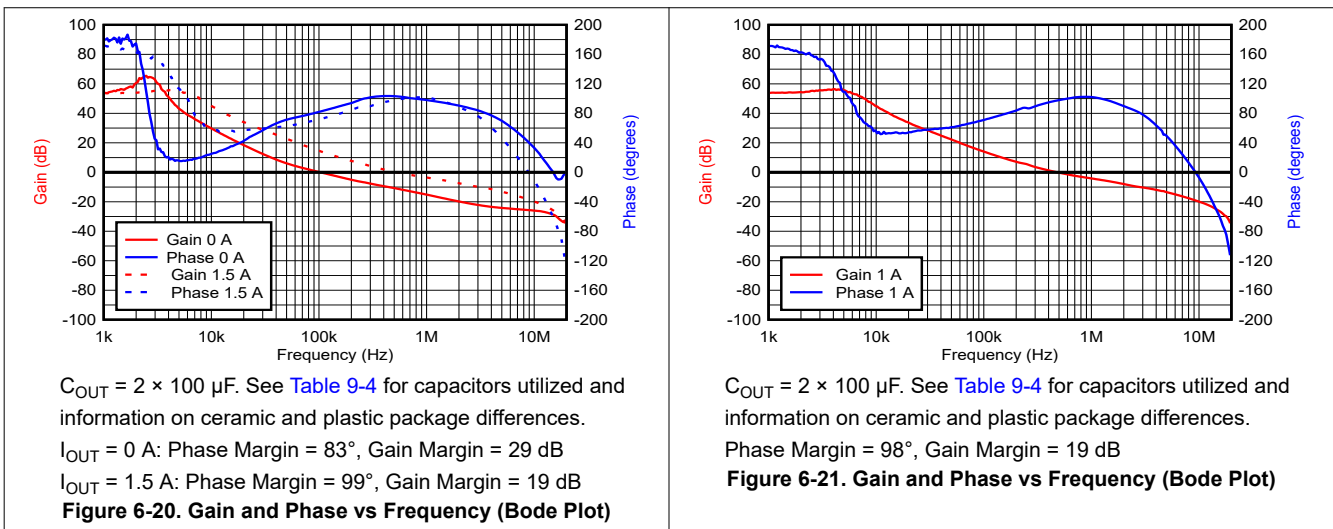 100
80
60
40
20
0
-20
-40
-60
-80
-100
Gain (dB)
200
160
120
80
40
0
-40
-80
-120
-160
-200
Phase (degrees)
Gain 0 A
Phase 0 A
Gain 1.5 A
Phase 1.5 A
1k 10k 100k 1M 10M
Frequency (Hz)
C_OUT = 2 × 100 µF. See Table 9-4 for capacitors utilized and
information on ceramic and plastic package differences.
I_OUT = 0 A: Phase Margin = 83°, Gain Margin = 29 dB
I_OUT = 1.5 A: Phase Margin = 99°, Gain Margin = 19 dB
Figure 6-20. Gain and Phase vs Frequency (Bode Plot)
100
80
60
40
20
0
-20
-40
-60
-80
-100
Gain (dB)
200
160
120
80
40
0
-40
-80
-120
-160
-200
Phase (degrees)
Gain 1 A
Phase 1 A
1k 10k 100k 1M 10M
Frequency (Hz)
C_OUT = 2 × 100 µF. See Table 9-4 for capacitors utilized and
information on ceramic and plastic package differences.
Phase Margin = 98°, Gain Margin = 19 dB
Figure 6-21. Gain and Phase vs Frequency (Bode Plot)